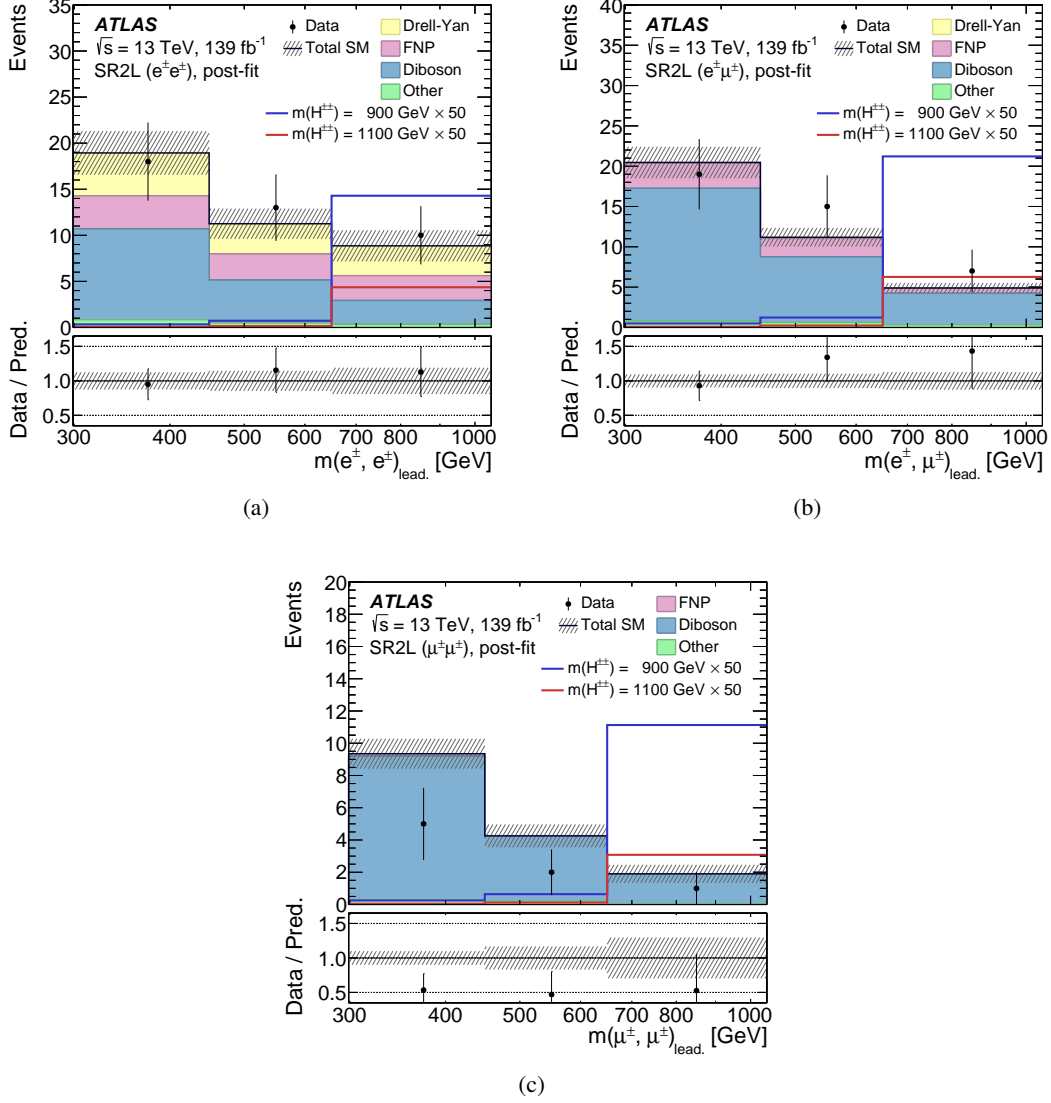 Events
35
30
25
20
15
10
5
0
ATLAS
√s = 13 TeV, 139 fb⁻¹
SR2L (e±e±), post-fit
Data
Total SM
Drell-Yan
FNP
Diboson
Other
m(H±±) = 900 GeV × 50
m(H±±) = 1100 GeV × 50
Data / Pred.
1.5
1.0
0.5
300 400 500 600 700 800 1000
m(e±, e±)lead. [GeV]
(a)
Events
40
35
30
25
20
15
10
5
0
ATLAS
√s = 13 TeV, 139 fb⁻¹
SR2L (e±μ±), post-fit
Data
Total SM
Drell-Yan
FNP
Diboson
Other
m(H±±) = 900 GeV × 50
m(H±±) = 1100 GeV × 50
Data / Pred.
1.5
1.0
0.5
300 400 500 600 700 800 1000
m(e±, μ±)lead. [GeV]
(b)
Events
20
18
16
14
12
10
8
6
4
2
0
ATLAS
√s = 13 TeV, 139 fb⁻¹
SR2L (μ±μ±), post-fit
Data
Total SM
FNP
Diboson
Other
m(H±±) = 900 GeV × 50
m(H±±) = 1100 GeV × 50
Data / Pred.
1.5
1.0
0.5
300 400 500 600 700 800 1000
m(μ±, μ±)lead. [GeV]
(c)